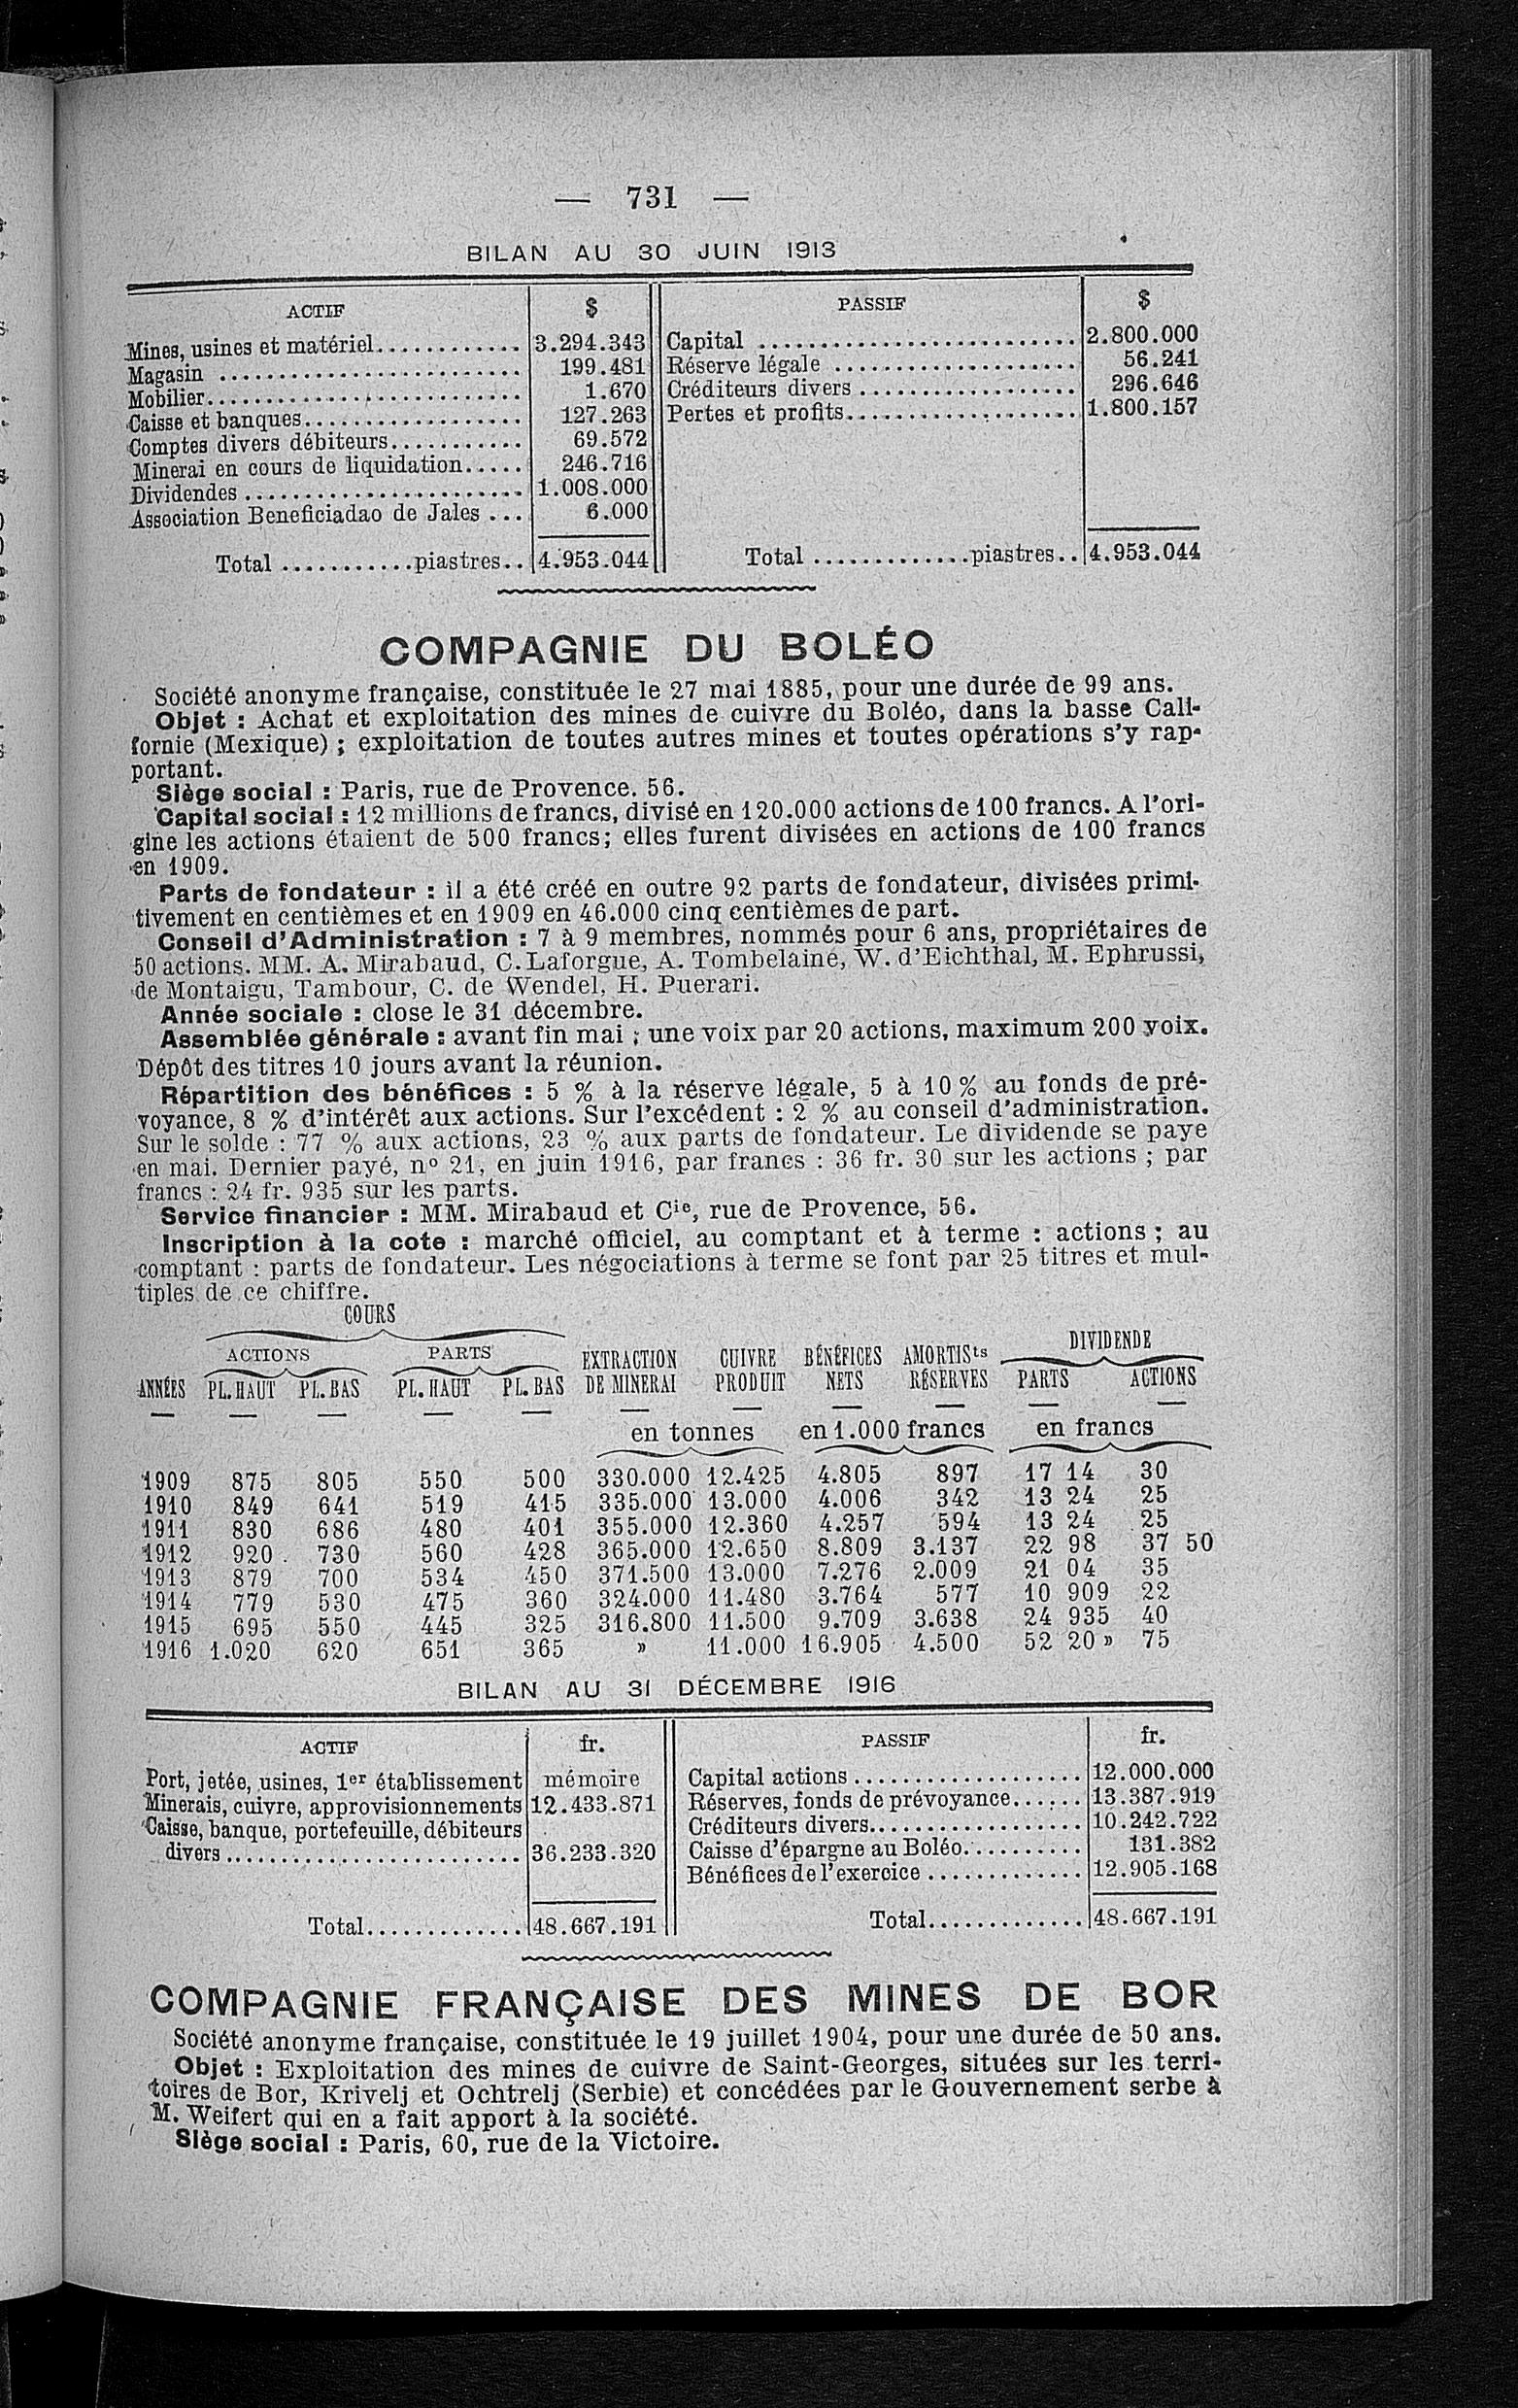 — 731 —
BILAN AU 30 JUIN 1913
ACTIF $ PASSIF $
Mines, usines et matériel............ 3.294.343 Capital .......................... 2.800.000
Magasin ......................... 199.481 Réserve légale .................... 56.241
Mobilier.......................... 1.670 Créditeurs divers .................. 296.646
Caisse et banques.................. 127.263 Pertes et profits................... 1.800.157
Comptes divers débiteurs........... 69.572
Minerai en cours de liquidation..... 246.716
Dividendes ....................... 1.008.000
Association Beneficiadao de Jales ... 6.000
Total ...........piastres.. 4.953.044 Total .............piastres.. 4.953.044
COMPAGNIE DU BOLÉO
Société anonyme française, constituée le 27 mai 1885, pour une durée de 99 ans.
Objet : Achat et exploitation des mines de cuivre du Boléo, dans la basse Cali-
fornie (Mexique) ; exploitation de toutes autres mines et toutes opérations s'y rap-
portant.
Siège social : Paris, rue de Provence. 56.
Capital social : 12 millions de francs, divisé en 120.000 actions de 100 francs. A l'ori-
gine les actions étaient de 500 francs; elles furent divisées en actions de 100 francs
en 1909.
Parts de fondateur : il a été créé en outre 92 parts de fondateur, divisées primi-
tivement en centièmes et en 1909 en 46.000 cinq centièmes de part.
Conseil d'Administration : 7 à 9 membres, nommés pour 6 ans, propriétaires de
50 actions. MM. A. Mirabaud, C. Laforgue, A. Tombelaine, W. d'Eichthal, M. Ephrussi,
de Montaigu, Tambour, C. de Wendel, H. Puerari.
Année sociale : close le 31 décembre.
Assemblée générale : avant fin mai ; une voix par 20 actions, maximum 200 voix.
Dépôt des titres 10 jours avant la réunion.
Répartition des bénéfices : 5 % à la réserve légale, 5 à 10 % au fonds de pré-
voyance, 8 % d'intérêt aux actions. Sur l'excédent : 2 % au conseil d'administration.
Sur le solde : 77 % aux actions, 23 % aux parts de fondateur. Le dividende se paye
en mai. Dernier payé, nº 21, en juin 1916, par francs : 36 fr. 30 sur les actions ; par
francs : 24 fr. 935 sur les parts.
Service financier : MM. Mirabaud et Cie, rue de Provence, 56.
Inscription à la cote : marché officiel, au comptant et à terme : actions ; au
comptant : parts de fondateur. Les négociations à terme se font par 25 titres et mul-
tiples de ce chiffre.
COURS
ACTIONS PARTS EXTRACTION CUIVRE BÉNÉFICES AMORTISts DIVIDENDE
ANNÉES PL. HAUT PL. BAS PL. HAUT PL. BAS DE MINERAI PRODUIT NETS RÉSERVES PARTS ACTIONS
en tonnes en 1.000 francs en francs
1909 875 805 550 500 330.000 12.425 4.805 897 17 14 30
1910 849 641 519 415 335.000 13.000 4.006 342 13 24 25
1911 830 686 480 401 355.000 12.360 4.257 594 13 24 25
1912 920 730 560 428 365.000 12.650 8.809 3.137 22 98 37 50
1913 879 700 534 450 371.500 13.000 7.276 2.009 21 04 35
1914 779 530 475 360 324.000 11.480 3.764 577 10 909 22
1915 695 550 445 325 316.800 11.500 9.709 3.638 24 935 40
1916 1.020 620 651 365 » 11.000 16.905 4.500 52 20 » 75
BILAN AU 31 DÉCEMBRE 1916
ACTIF fr. PASSIF fr.
Port, jetée, usines, 1er établissement mémoire Capital actions ................... 12.000.000
Minerais, cuivre, approvisionnements 12.433.871 Réserves, fonds de prévoyance...... 13.387.919
Caisse, banque, portefeuille, débiteurs Créditeurs divers.................. 10.242.722
divers ......................... 36.233.320 Caisse d'épargne au Boléo.......... 131.382
Bénéfices de l'exercice ............. 12.905.168
Total............. 48.667.191 Total............. 48.667.191
COMPAGNIE FRANÇAISE DES MINES DE BOR
Société anonyme française, constituée le 19 juillet 1904, pour une durée de 50 ans.
Objet : Exploitation des mines de cuivre de Saint-Georges, situées sur les terri-
toires de Bor, Krivelj et Ochtrelj (Serbie) et concédées par le Gouvernement serbe à
M. Weifert qui en a fait apport à la société.
Siège social : Paris, 60, rue de la Victoire.